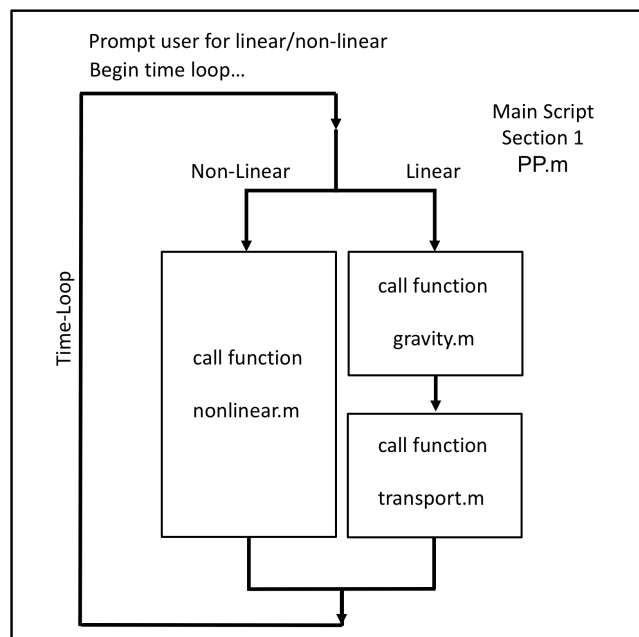 Prompt user for linear/non-linear
Begin time loop...
Main Script
Section 1
PP.m
Non-Linear
Linear
Time-Loop
call function
nonlinear.m
call function
gravity.m
call function
transport.m